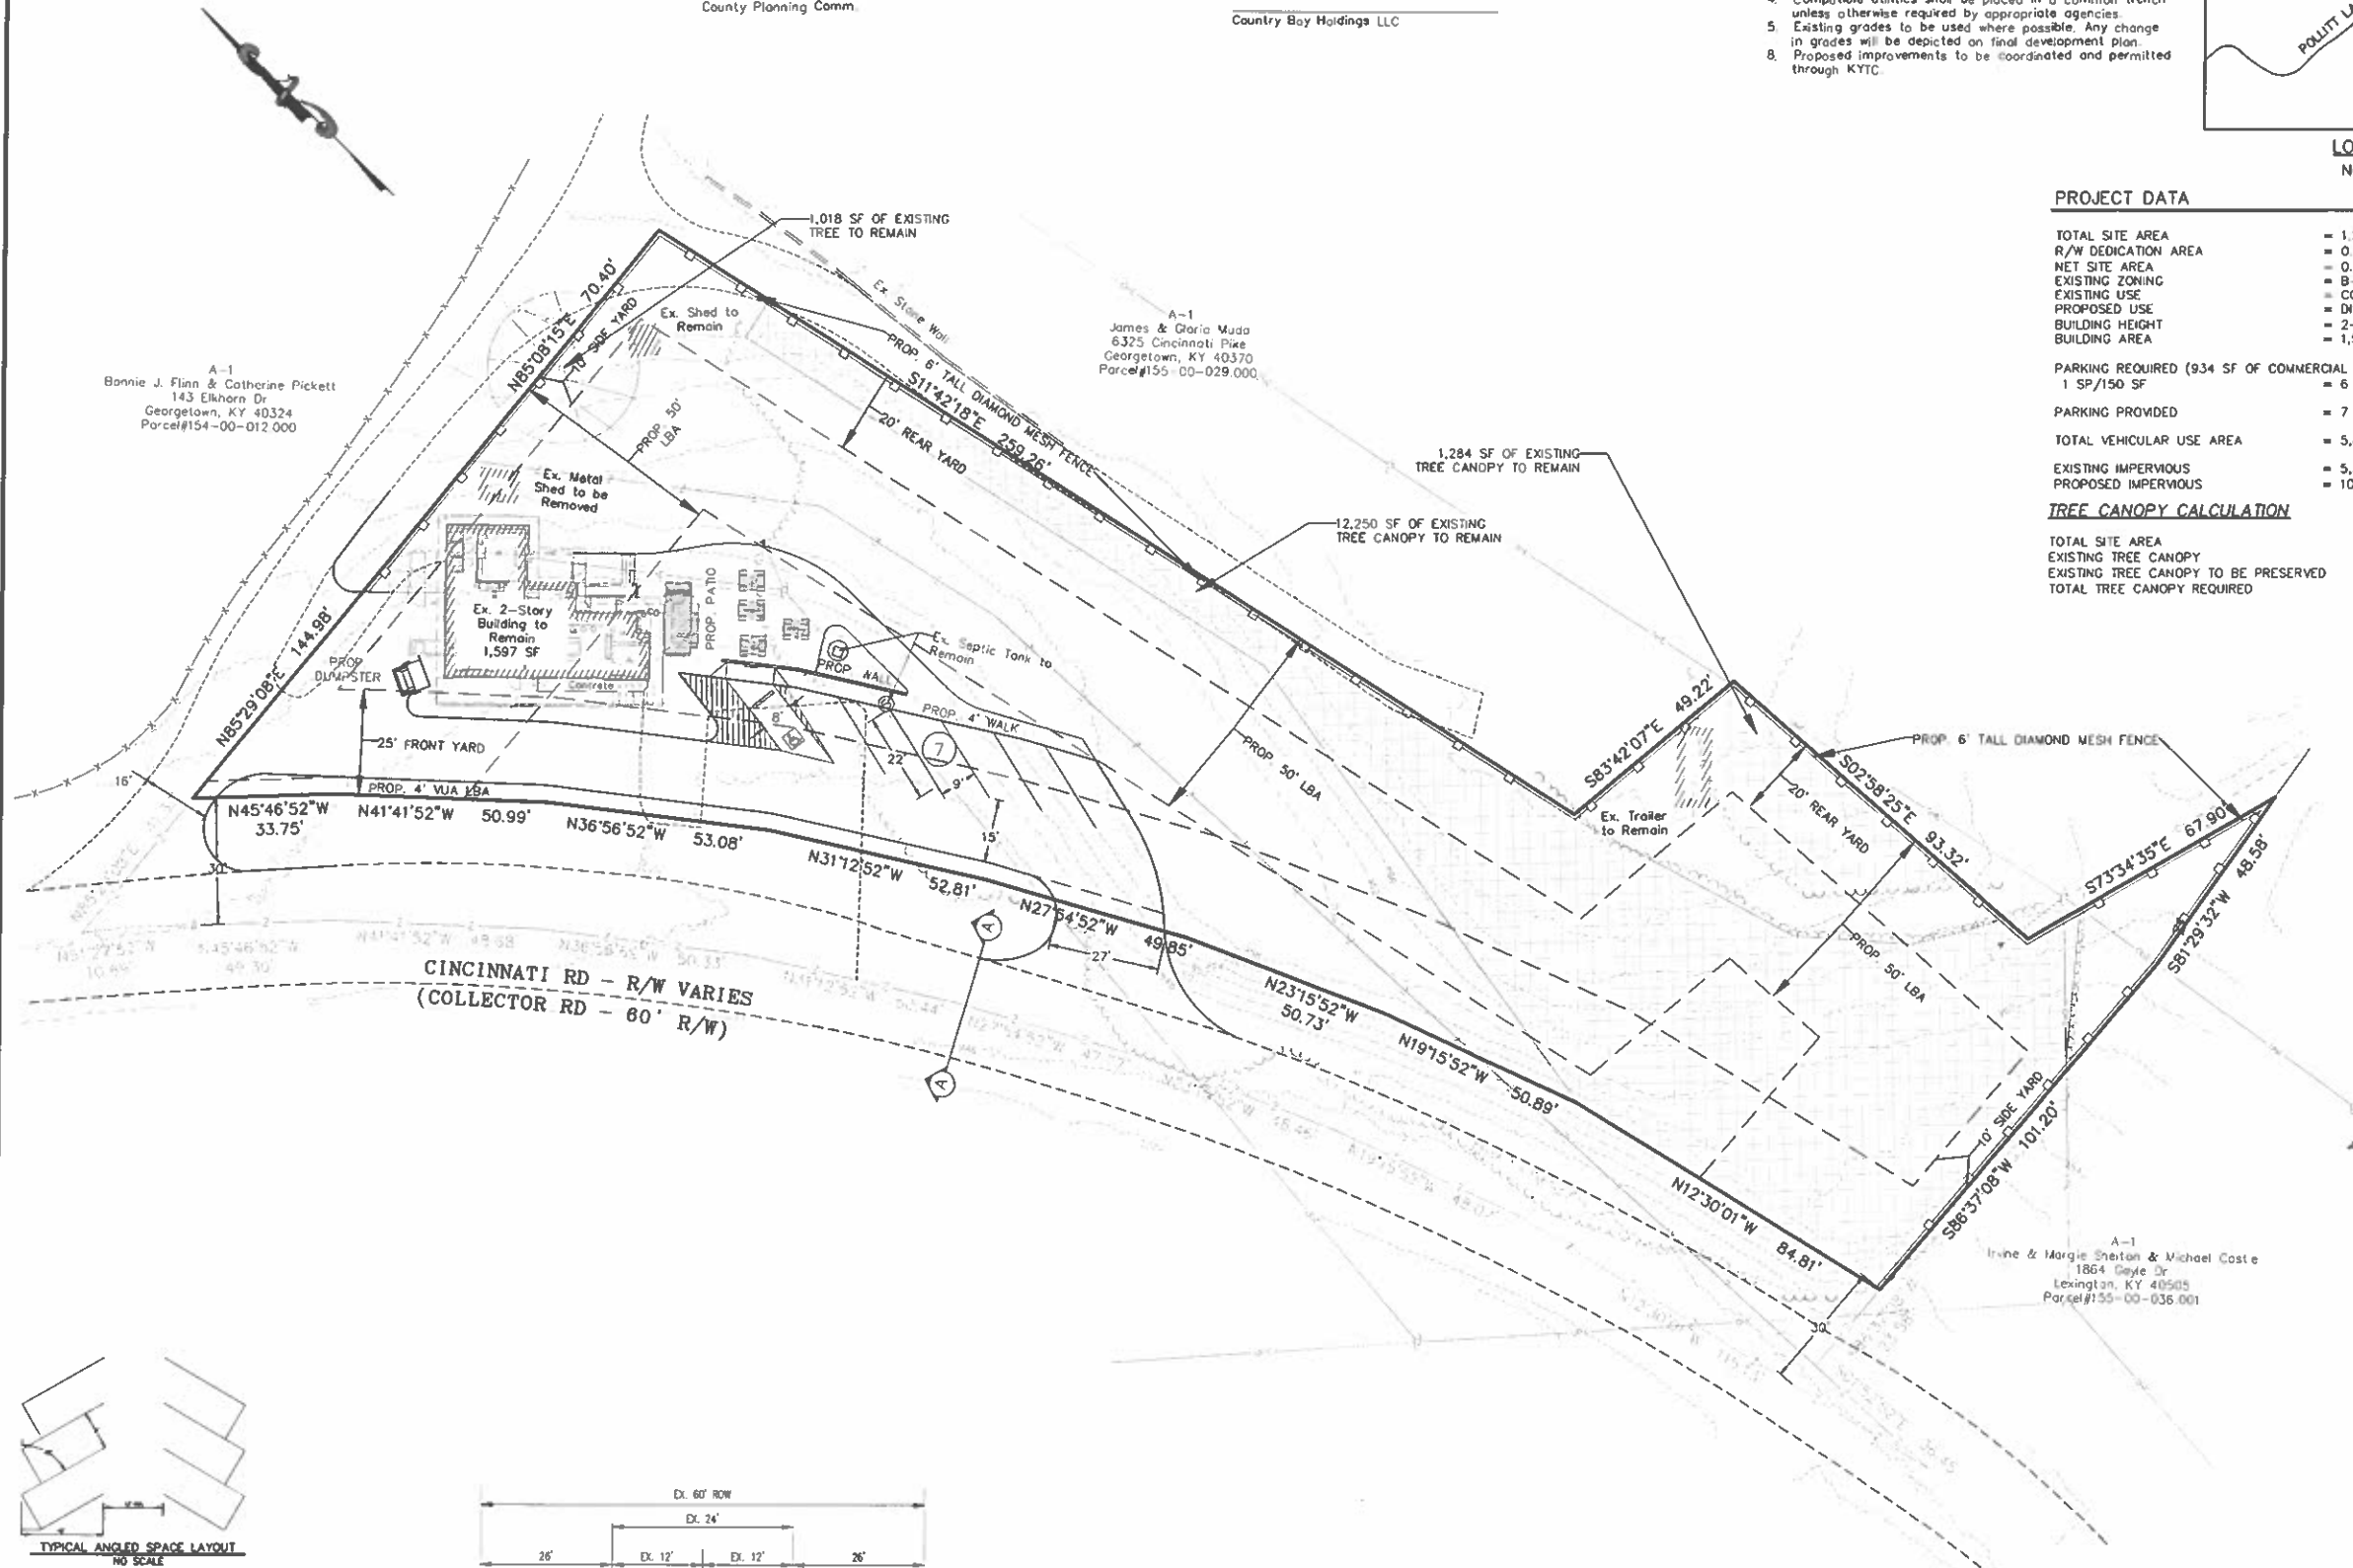 County Planning Comm.
Country Boy Holdings LLC
unless otherwise required by appropriate agencies.
5. Existing grades to be used where possible. Any change
in grades will be depicted on final development plan.
8. Proposed improvements to be coordinated and permitted
through KYTC.
POLLITT
PROJECT DATA
TOTAL SITE AREA = 1.
R/W DEDICATION AREA = 0
NET SITE AREA = 0.
EXISTING ZONING = B
EXISTING USE = CO
PROPOSED USE = DI
BUILDING HEIGHT = 2-
BUILDING AREA = 1,
PARKING REQUIRED (934 SF OF COMMERCIAL
1 SP/150 SF = 6
PARKING PROVIDED = 7
TOTAL VEHICULAR USE AREA = 5,
EXISTING IMPERVIOUS = 5,
PROPOSED IMPERVIOUS = 10
TREE CANOPY CALCULATION
TOTAL SITE AREA
EXISTING TREE CANOPY
EXISTING TREE CANOPY TO BE PRESERVED
TOTAL TREE CANOPY REQUIRED
1,018 SF OF EXISTING
TREE TO REMAIN
Ex. Stone Wall
A-1
James & Gloria Muda
6325 Cincinnati Pike
Georgetown, KY 40370
Parcel#155-00-029.000
A-1
Bonnie J. Flinn & Catherine Pickett
143 Elkhorn Dr
Georgetown, KY 40324
Parcel#154-00-012.000
N85°08'15"E 70.40'
10' SIDE YARD
Ex. Shed to
Remain
PROP. 6' TALL DIAMOND MESH FENCE
S11°42'18"E 259.26'
20' REAR YARD
PROP. 50'
LBA
Ex. Metal
Shed to be
Removed
1,284 SF OF EXISTING
TREE CANOPY TO REMAIN
12,250 SF OF EXISTING
TREE CANOPY TO REMAIN
Ex. 2-Story
Building to
Remain
1,597 SF
CO
PROP. PATIO
Ex. Septic Tank to
Remain
PROP WALL
PROP
DUMPSTER
Concrete
N85°29'08"E 144.98'
25' FRONT YARD
8'
PROP. 4' WALK
7
22'
9'
15'
16'
PROP. 4' VUA LBA
N45°46'52"W
33.75'
N41°41'52"W 50.99'
N36°56'52"W 53.08'
N31°12'52"W 52.81'
N27°54'52"W 49.85'
27'
30'
A
A
CINCINNATI RD - R/W VARIES
(COLLECTOR RD - 60' R/W)
PROP 50' LBA
S83°42'07"E 49.22'
Ex. Trailer
to Remain
PROP. 6' TALL DIAMOND MESH FENCE
S02°58'25"E 93.32'
20' REAR YARD
S73°34'35"E 67.90'
S81°29'32"W 48.58'
PROP. 50' LBA
N23°15'52"W
50.73'
N19°15'52"W 50.89'
N12°30'01"W 84.81'
10' SIDE YARD
S86°37'08"W 101.20'
30'
A-1
Margie Shelton & Michael
1864 Gayle Dr
Lexington, KY 40505
Parcel#155-00-036.001
TYPICAL ANGLED SPACE LAYOUT
NO SCALE
EX. 60' ROW
EX. 24'
26' EX. 12' EX. 12' 26'